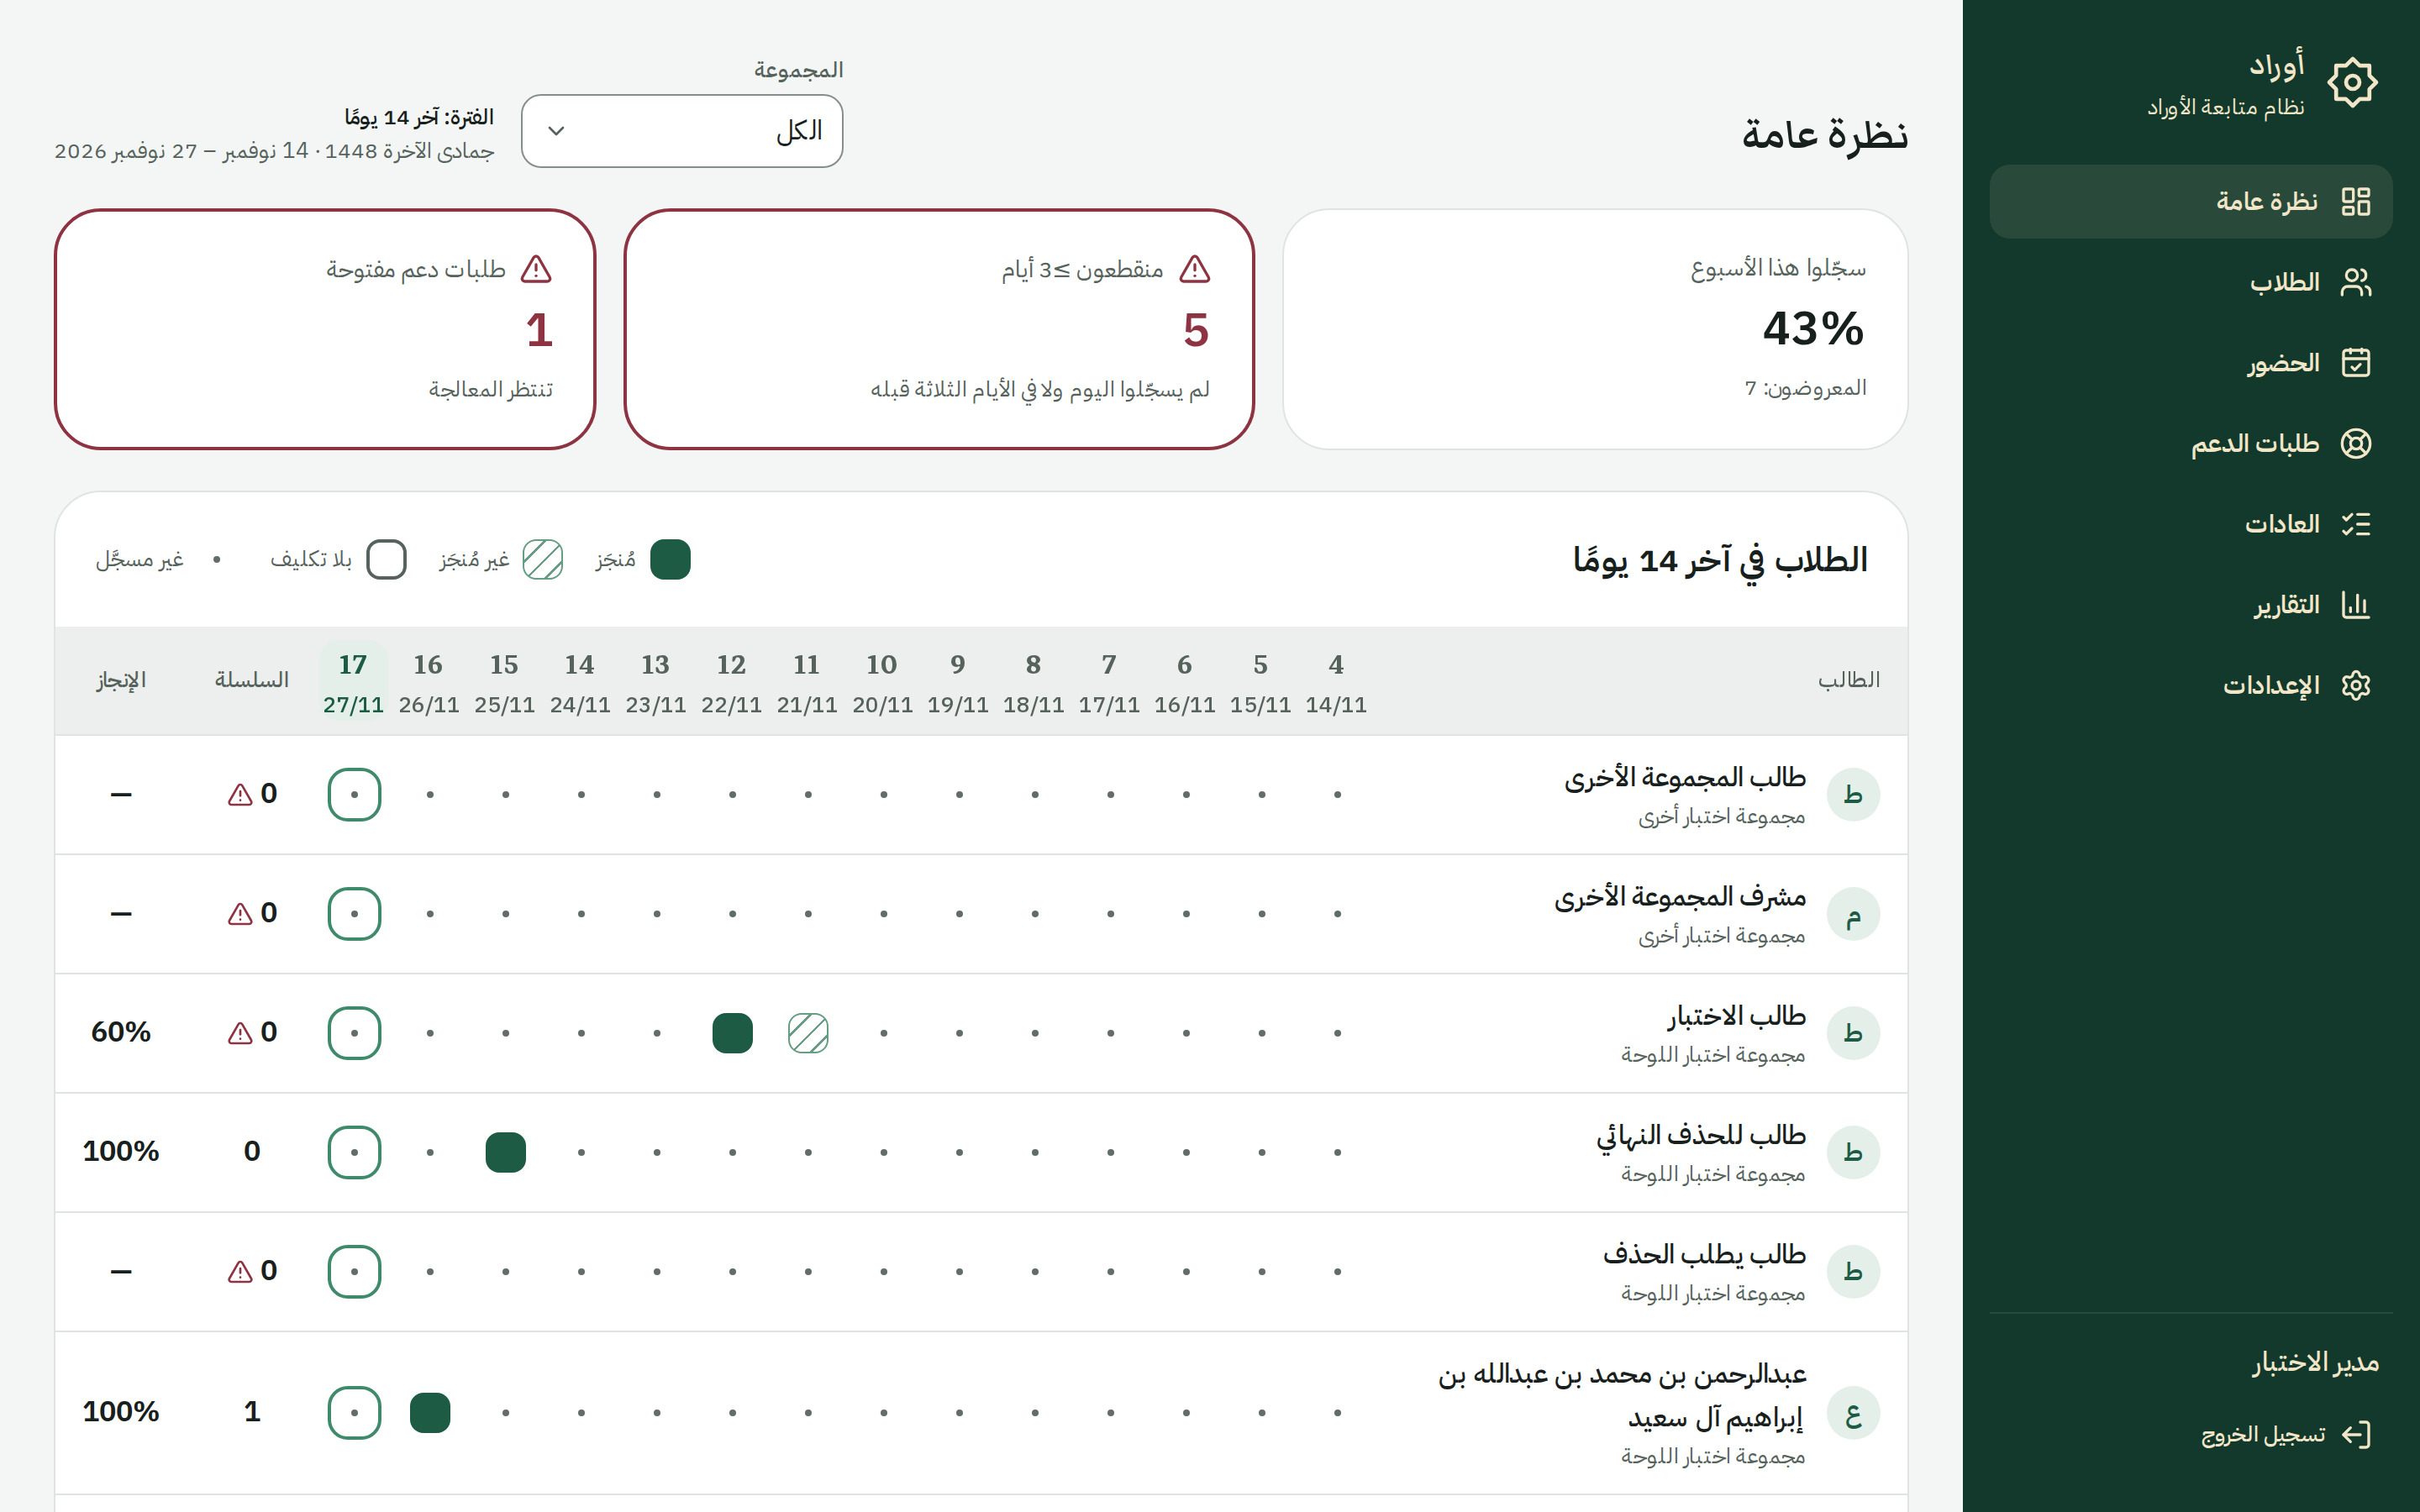 أوراد
نظام متابعة الأوراد
نظرة عامة
الطلاب
الحضور
طلبات الدعم
العادات
التقارير
الإعدادات
مدير الاختبار
تسجيل الخروج
نظرة عامة
المجموعة
الكل
الفترة: آخر 14 يومًا
جمادى الآخرة 1448 · 14 نوفمبر – 27 نوفمبر 2026
سجّلوا هذا الأسبوع
43%
المعروضون: 7
منقطعون ≥3 أيام
5
لم يسجّلوا اليوم ولا في الأيام الثلاثة قبله
طلبات دعم مفتوحة
1
تنتظر المعالجة
الطلاب في آخر 14 يومًا
مُنجَز غير مُنجَز بلا تكليف غير مسجَّل
الطالب 4 5 6 7 8 9 10 11 12 13 14 15 16 17 السلسلة الإنجاز
14/11 15/11 16/11 17/11 18/11 19/11 20/11 21/11 22/11 23/11 24/11 25/11 26/11 27/11
ط طالب المجموعة الأخرى 0 –
مجموعة اختبار أخرى
م مشرف المجموعة الأخرى 0 –
مجموعة اختبار أخرى
ط طالب الاختبار 0 60%
مجموعة اختبار اللوحة
ط طالب للحذف النهائي 0 100%
مجموعة اختبار اللوحة
ط طالب يطلب الحذف 0 –
مجموعة اختبار اللوحة
ع عبدالرحمن بن محمد بن عبدالله بن 1 100%
إبراهيم آل سعيد
مجموعة اختبار اللوحة